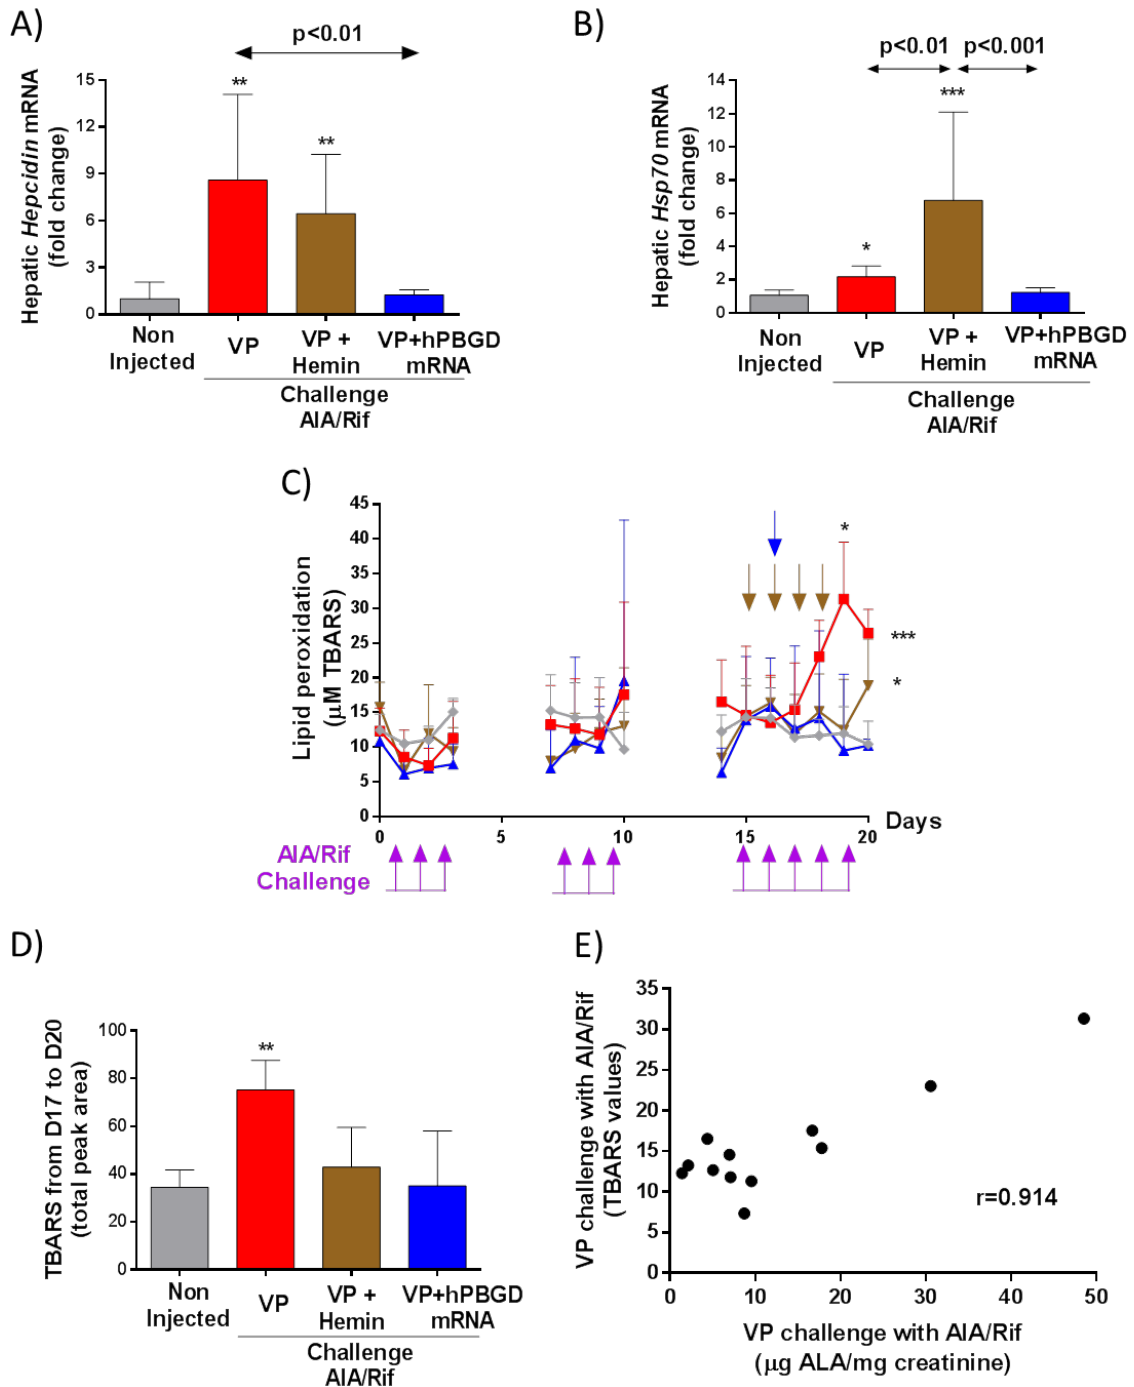 A)
p<0.01
Hepatic Hepcidin mRNA
(fold change)
15
12
9
6
3
0
**
**
Non
Injected
VP
VP +
Hemin
VP+hPBGD
mRNA
Challenge
AIA/Rif
B)
p<0.01
p<0.001
Hepatic Hsp70 mRNA
(fold change)
14
12
10
8
6
4
2
0
*
***
Non
Injected
VP
VP +
Hemin
VP+hPBGD
mRNA
Challenge
AIA/Rif
C)
Lipid peroxidation
(μM TBARS)
45
40
35
30
25
20
15
10
5
0
*
***
*
0
5
10
15
20
Days
AIA/Rif
Challenge
D)
TBARS from D17 to D20
(total peak area)
100
80
60
40
20
0
**
Non
Injected
VP
VP +
Hemin
VP+hPBGD
mRNA
Challenge
AIA/Rif
E)
VP challenge with AIA/Rif
(TBARS values)
35
30
25
20
15
10
5
0
r=0.914
0
10
20
30
40
50
VP challenge with AIA/Rif
(μg ALA/mg creatinine)